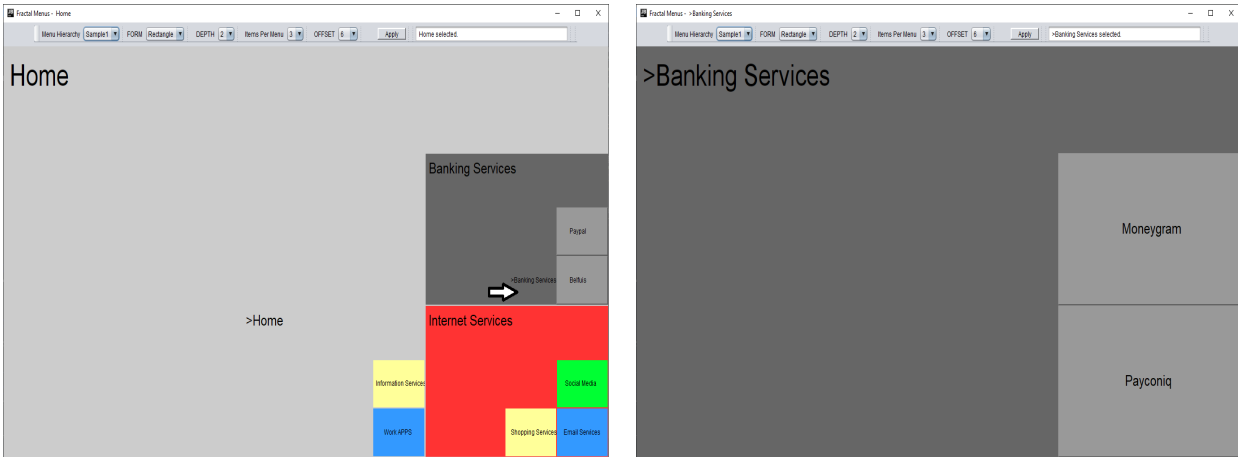 Fractal Menus - Home
Menu Hierarchy Sample1 FORM Rectangle DEPTH 2 Items Per Menu 3 OFFSET 6 Apply Home selected.
Home
Banking Services
Paypal
>Banking Services
Belfuis
>Home
Internet Services
Information Services
Social Media
Work APPS
Shopping Services
Email Services
Fractal Menus - >Banking Services
Menu Hierarchy Sample1 FORM Rectangle DEPTH 2 Items Per Menu 3 OFFSET 6 Apply >Banking Services selected.
>Banking Services
Moneygram
Payconiq